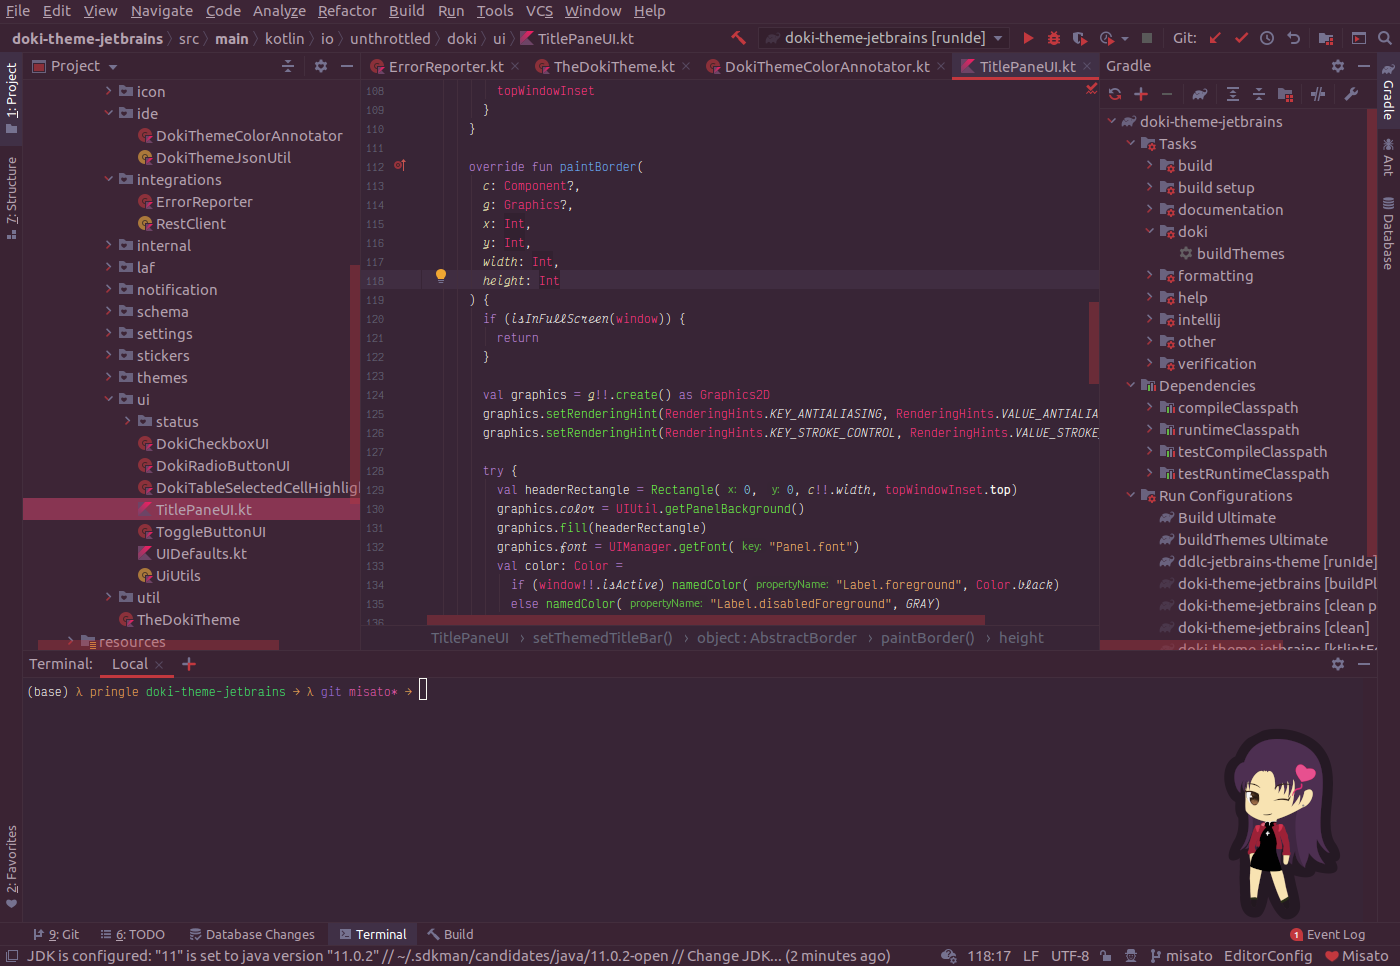 File Edit View Navigate Code Analyze Refactor Build Run Tools VCS Window Help
doki-theme-jetbrains src main kotlin io unthrottled doki ui TitlePaneUI.kt
doki-theme-jetbrains [runIde]
Git:
1: Project
7: Structure
2: Favorites
Project
icon
ide
DokiThemeColorAnnotator
DokiThemeJsonUtil
integrations
ErrorReporter
RestClient
internal
laf
notification
schema
settings
stickers
themes
ui
status
DokiCheckboxUI
DokiRadioButtonUI
DokiTableSelectedCellHighlig
TitlePaneUI.kt
ToggleButtonUI
UIDefaults.kt
UiUtils
util
TheDokiTheme
resources
ErrorReporter.kt TheDokiTheme.kt DokiThemeColorAnnotator.kt TitlePaneUI.kt
108 topWindowInset
109 }
110 }
111
112 override fun paintBorder(
113 c: Component?,
114 g: Graphics?,
115 x: Int,
116 y: Int,
117 width: Int,
118 height: Int
119 ) {
120 if (isInFullScreen(window)) {
121 return
122 }
123
124 val graphics = g!!.create() as Graphics2D
125 graphics.setRenderingHint(RenderingHints.KEY_ANTIALIASING, RenderingHints.VALUE_ANTIALIA
126 graphics.setRenderingHint(RenderingHints.KEY_STROKE_CONTROL, RenderingHints.VALUE_STROKE_
127
128 try {
129 val headerRectangle = Rectangle( x: 0, y: 0, c!!.width, topWindowInset.top)
130 graphics.color = UIUtil.getPanelBackground()
131 graphics.fill(headerRectangle)
132 graphics.font = UIManager.getFont( key: "Panel.font")
133 val color: Color =
134 if (window!!.isActive) namedColor( propertyName: "Label.foreground", Color.black)
135 else namedColor( propertyName: "Label.disabledForeground", GRAY)
136
TitlePaneUI › setThemedTitleBar() › object : AbstractBorder › paintBorder() › height
Gradle
doki-theme-jetbrains
Tasks
build
build setup
documentation
doki
buildThemes
formatting
help
intellij
other
verification
Dependencies
compileClasspath
runtimeClasspath
testCompileClasspath
testRuntimeClasspath
Run Configurations
Build Ultimate
buildThemes Ultimate
ddlc-jetbrains-theme [runIde]
doki-theme-jetbrains [buildPl
doki-theme-jetbrains [clean p
doki-theme-jetbrains [clean]
doki-theme-jetbrains [ktlintFo
Gradle
Ant
Database
Terminal: Local
(base) λ pringle doki-theme-jetbrains → λ git misato* →
9: Git 6: TODO Database Changes Terminal Build 1 Event Log
JDK is configured: "11" is set to java version "11.0.2" // ~/.sdkman/candidates/java/11.0.2-open // Change JDK... (2 minutes ago) 118:17 LF UTF-8 misato EditorConfig Misato